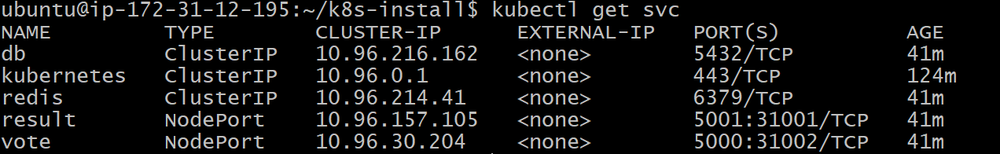 ubuntu@ip-172-31-12-195:~/k8s-install$ kubectl get svc
NAME TYPE CLUSTER-IP EXTERNAL-IP PORT(S) AGE
db ClusterIP 10.96.216.162 <none> 5432/TCP 41m
kubernetes ClusterIP 10.96.0.1 <none> 443/TCP 124m
redis ClusterIP 10.96.214.41 <none> 6379/TCP 41m
result NodePort 10.96.157.105 <none> 5001:31001/TCP 41m
vote NodePort 10.96.30.204 <none> 5000:31002/TCP 41m